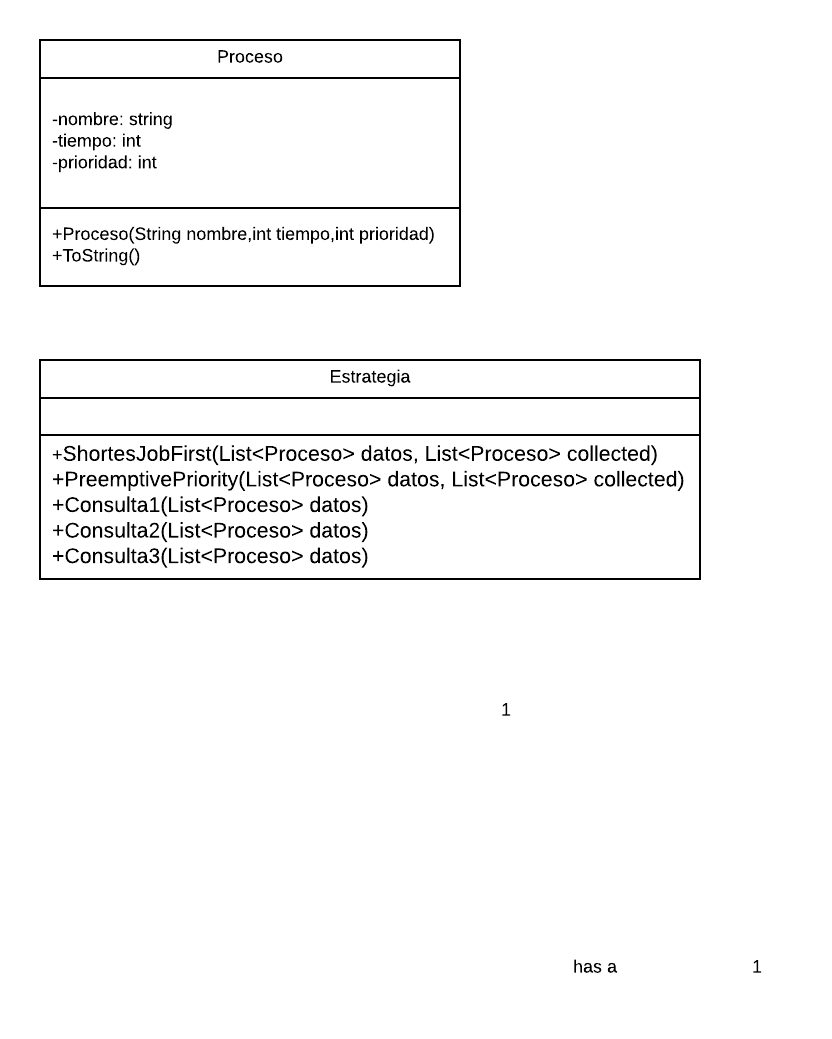 Proceso
-nombre: string
-tiempo: int
-prioridad: int
+Proceso(String nombre,int tiempo,int prioridad)
+ToString()
Estrategia
+ShortesJobFirst(List<Proceso> datos, List<Proceso> collected)
+PreemptivePriority(List<Proceso> datos, List<Proceso> collected)
+Consulta1(List<Proceso> datos)
+Consulta2(List<Proceso> datos)
+Consulta3(List<Proceso> datos)
1
has a 1